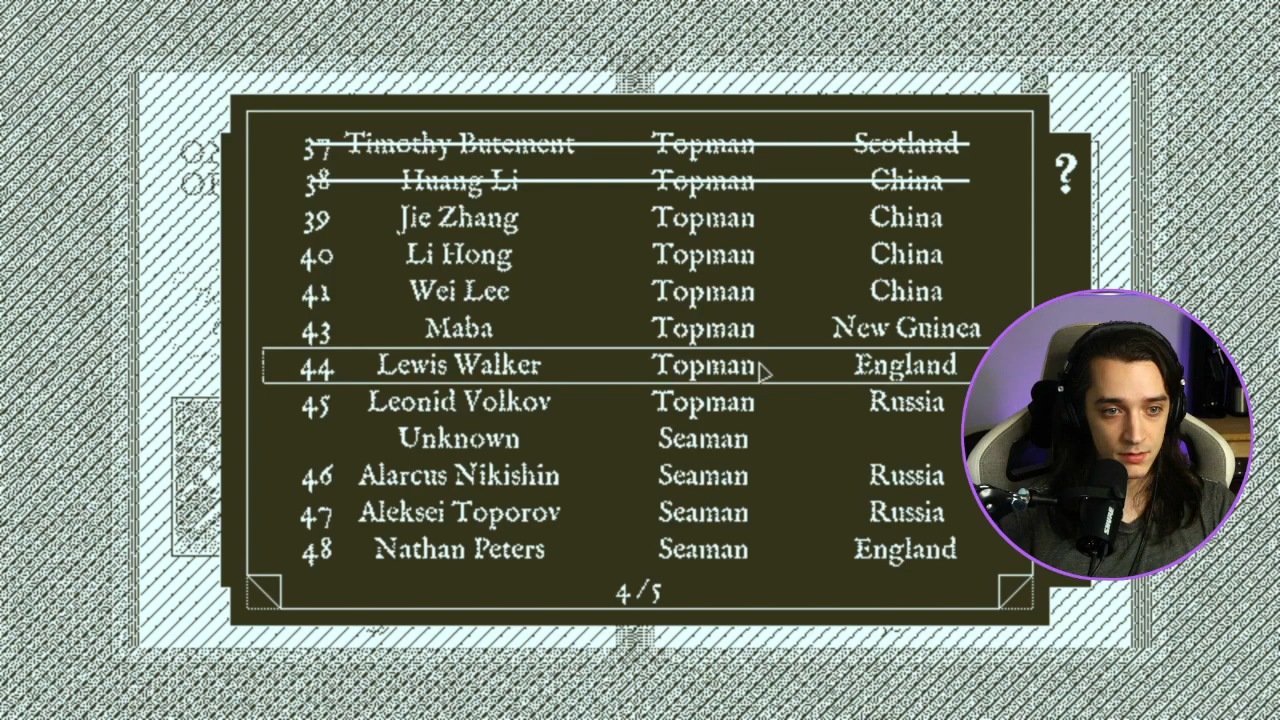 37 Timothy Butement Topman Scotland
?
38 Huang Li Topman China
39 Jie Zhang Topman China
40 Li Hong Topman China
41 Wei Lee Topman China
43 Maba Topman New Guinea
44 Lewis Walker Topman England
45 Leonid Volkov Topman Russia
Unknown Seaman
46 Alarcus Nikishin Seaman Russia
47 Aleksei Toporov Seaman Russia
48 Nathan Peters Seaman England
4/5
SHURE